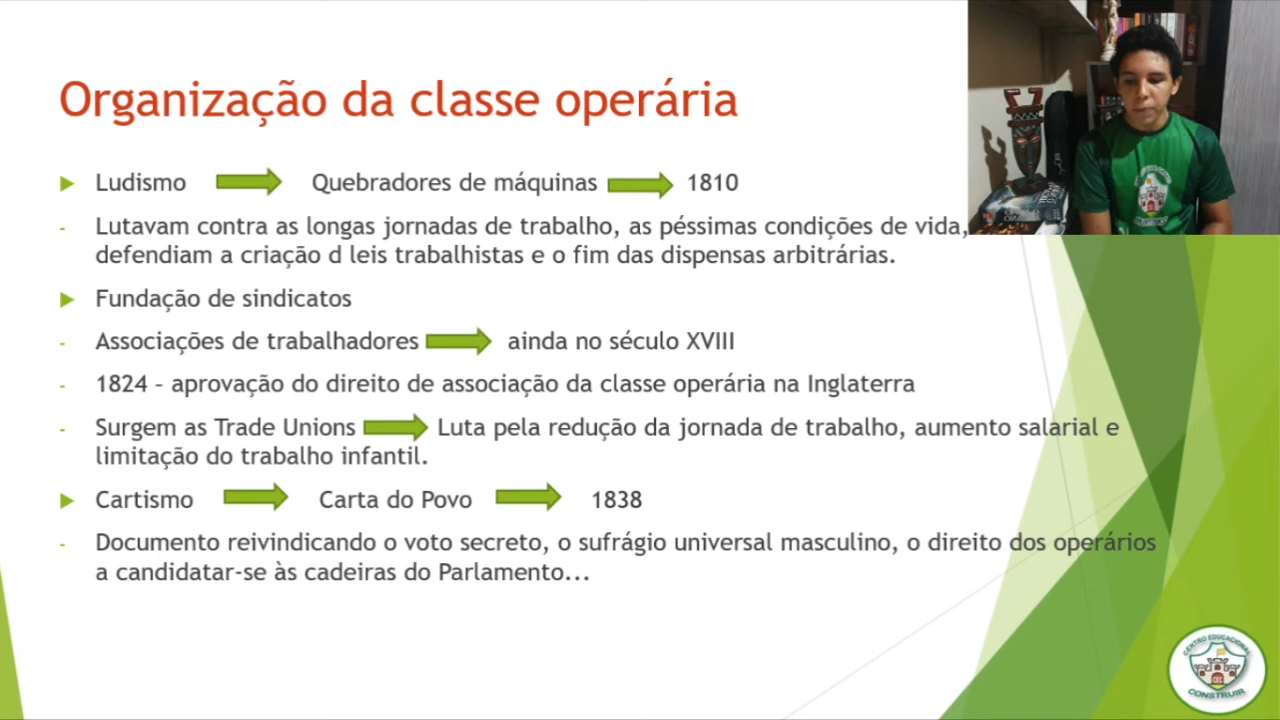 Organização da classe operária
Ludismo Quebradores de máquinas 1810
- Lutavam contra as longas jornadas de trabalho, as péssimas condições de vida,
defendiam a criação d leis trabalhistas e o fim das dispensas arbitrárias.
Fundação de sindicatos
- Associações de trabalhadores ainda no século XVIII
- 1824 – aprovação do direito de associação da classe operária na Inglaterra
- Surgem as Trade Unions Luta pela redução da jornada de trabalho, aumento salarial e
limitação do trabalho infantil.
Cartismo Carta do Povo 1838
- Documento reivindicando o voto secreto, o sufrágio universal masculino, o direito dos operários
a candidatar-se às cadeiras do Parlamento...
CENTRO EDUCACIONAL
CONSTRUIR